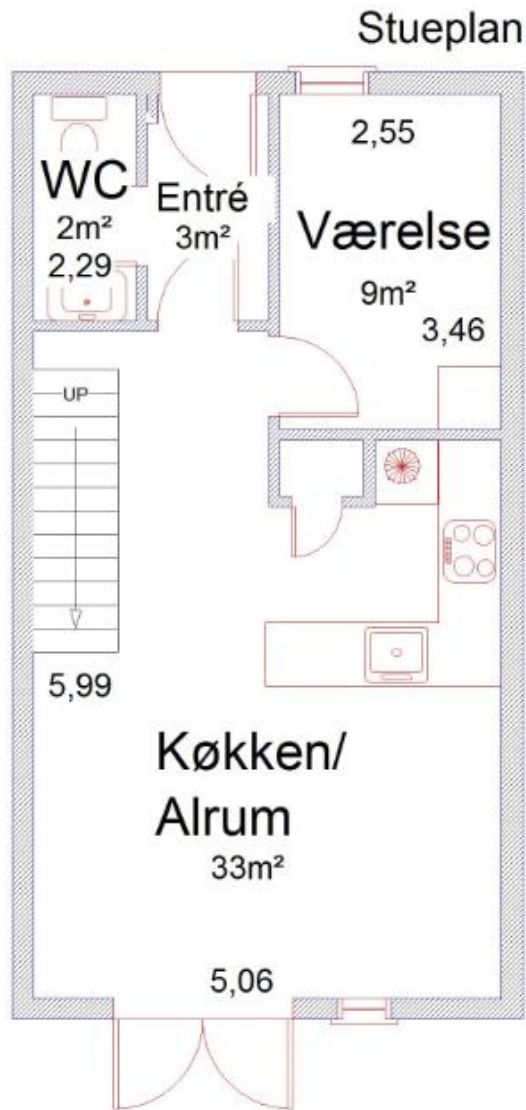 Stueplan
2,55
WC
2m²
2,29
Entré
3m²
Værelse
9m²
3,46
UP
5,99
Køkken/
Alrum
33m²
5,06